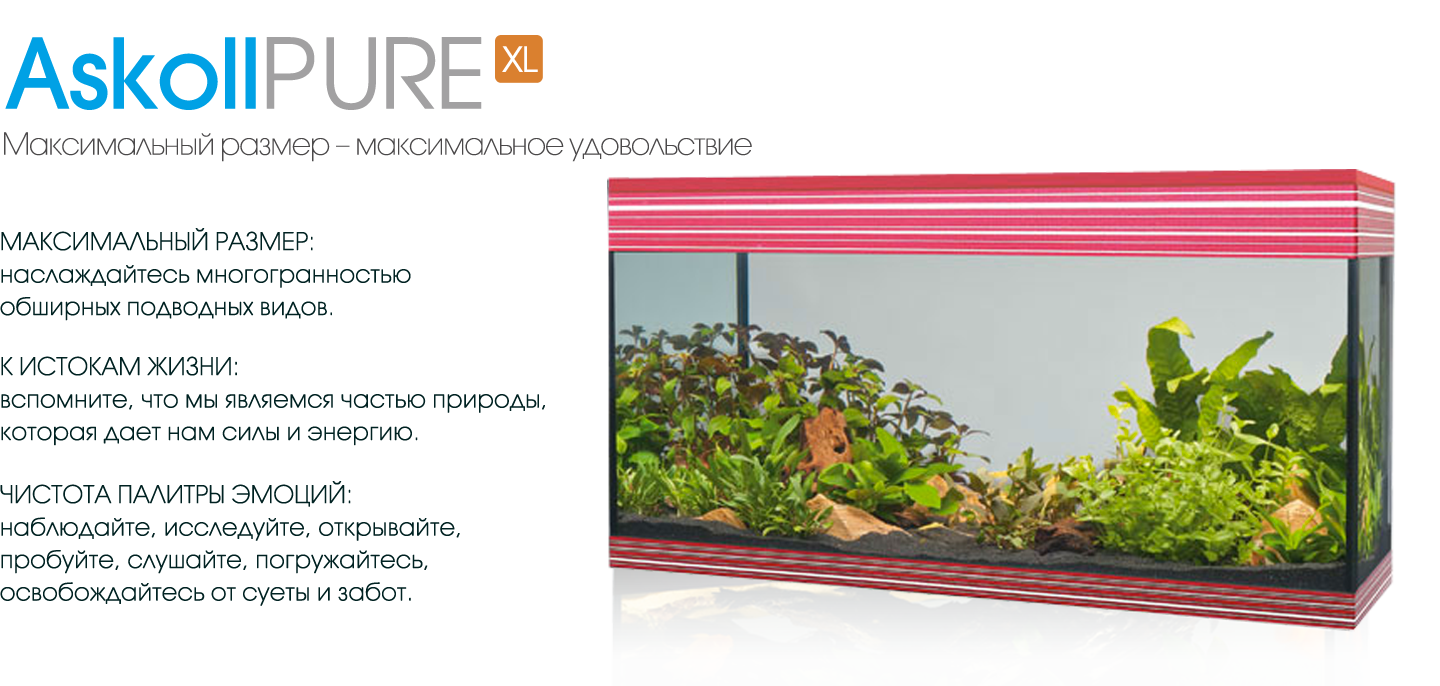 AskollPURE XL
Максимальный размер – максимальное удовольствие
МАКСИМАЛЬНЫЙ РАЗМЕР:
наслаждайтесь многогранностью
обширных подводных видов.
К ИСТОКАМ ЖИЗНИ:
вспомните, что мы являемся частью природы,
которая дает нам силы и энергию.
ЧИСТОТА ПАЛИТРЫ ЭМОЦИЙ:
наблюдайте, исследуйте, открывайте,
пробуйте, слушайте, погружайтесь,
освобождайтесь от суеты и забот.